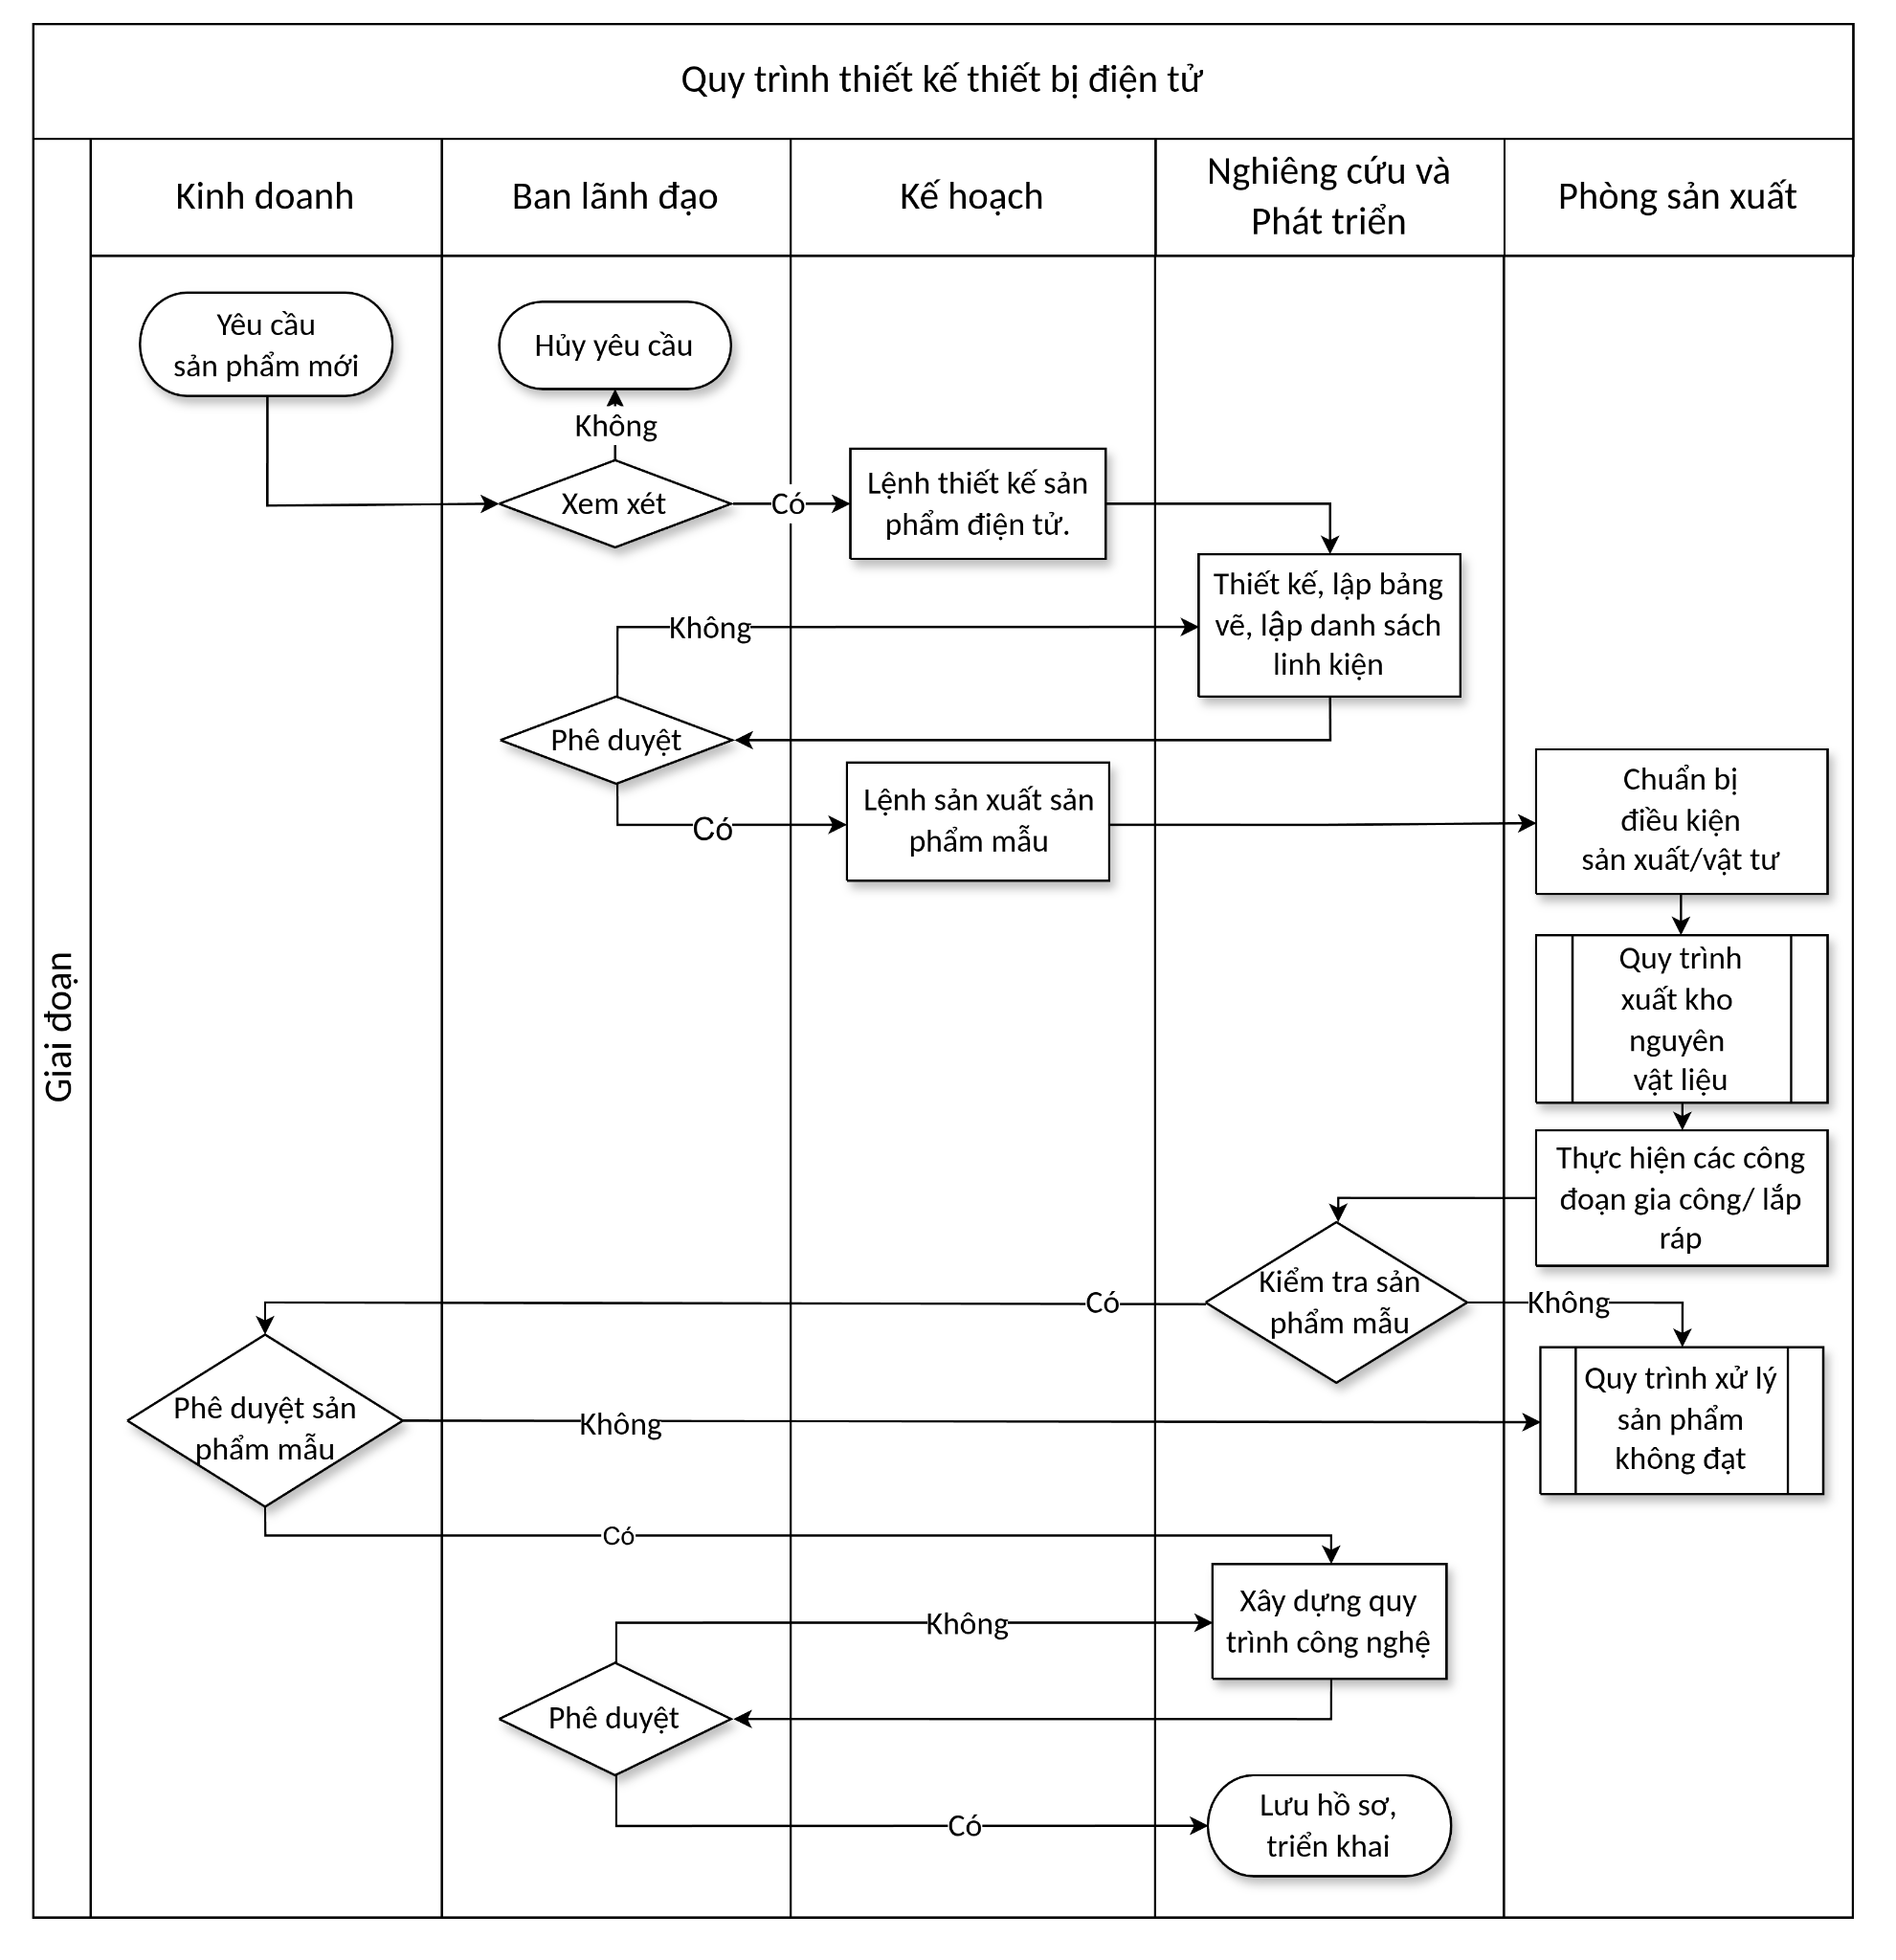 Quy trình thiết kế thiết bị điện tử
Kinh doanh
Ban lãnh đạo
Kế hoạch
Nghiêng cứu và
Phát triển
Phòng sản xuất
Giai đoạn
Yêu cầu
sản phẩm mới
Hủy yêu cầu
Không
Xem xét
Có
Lệnh thiết kế sản
phẩm điện tử.
Thiết kế, lập bảng
vẽ, lập danh sách
linh kiện
Không
Phê duyệt
Có
Lệnh sản xuất sản
phẩm mẫu
Chuẩn bị
điều kiện
sản xuất/vật tư
Quy trình
xuất kho
nguyên
vật liệu
Thực hiện các công
đoạn gia công/ lắp
ráp
Kiểm tra sản
phẩm mẫu
Có
Không
Phê duyệt sản
phẩm mẫu
Không
Quy trình xử lý
sản phẩm
không đạt
Có
Xây dựng quy
trình công nghệ
Không
Phê duyệt
Có
Lưu hồ sơ,
triển khai